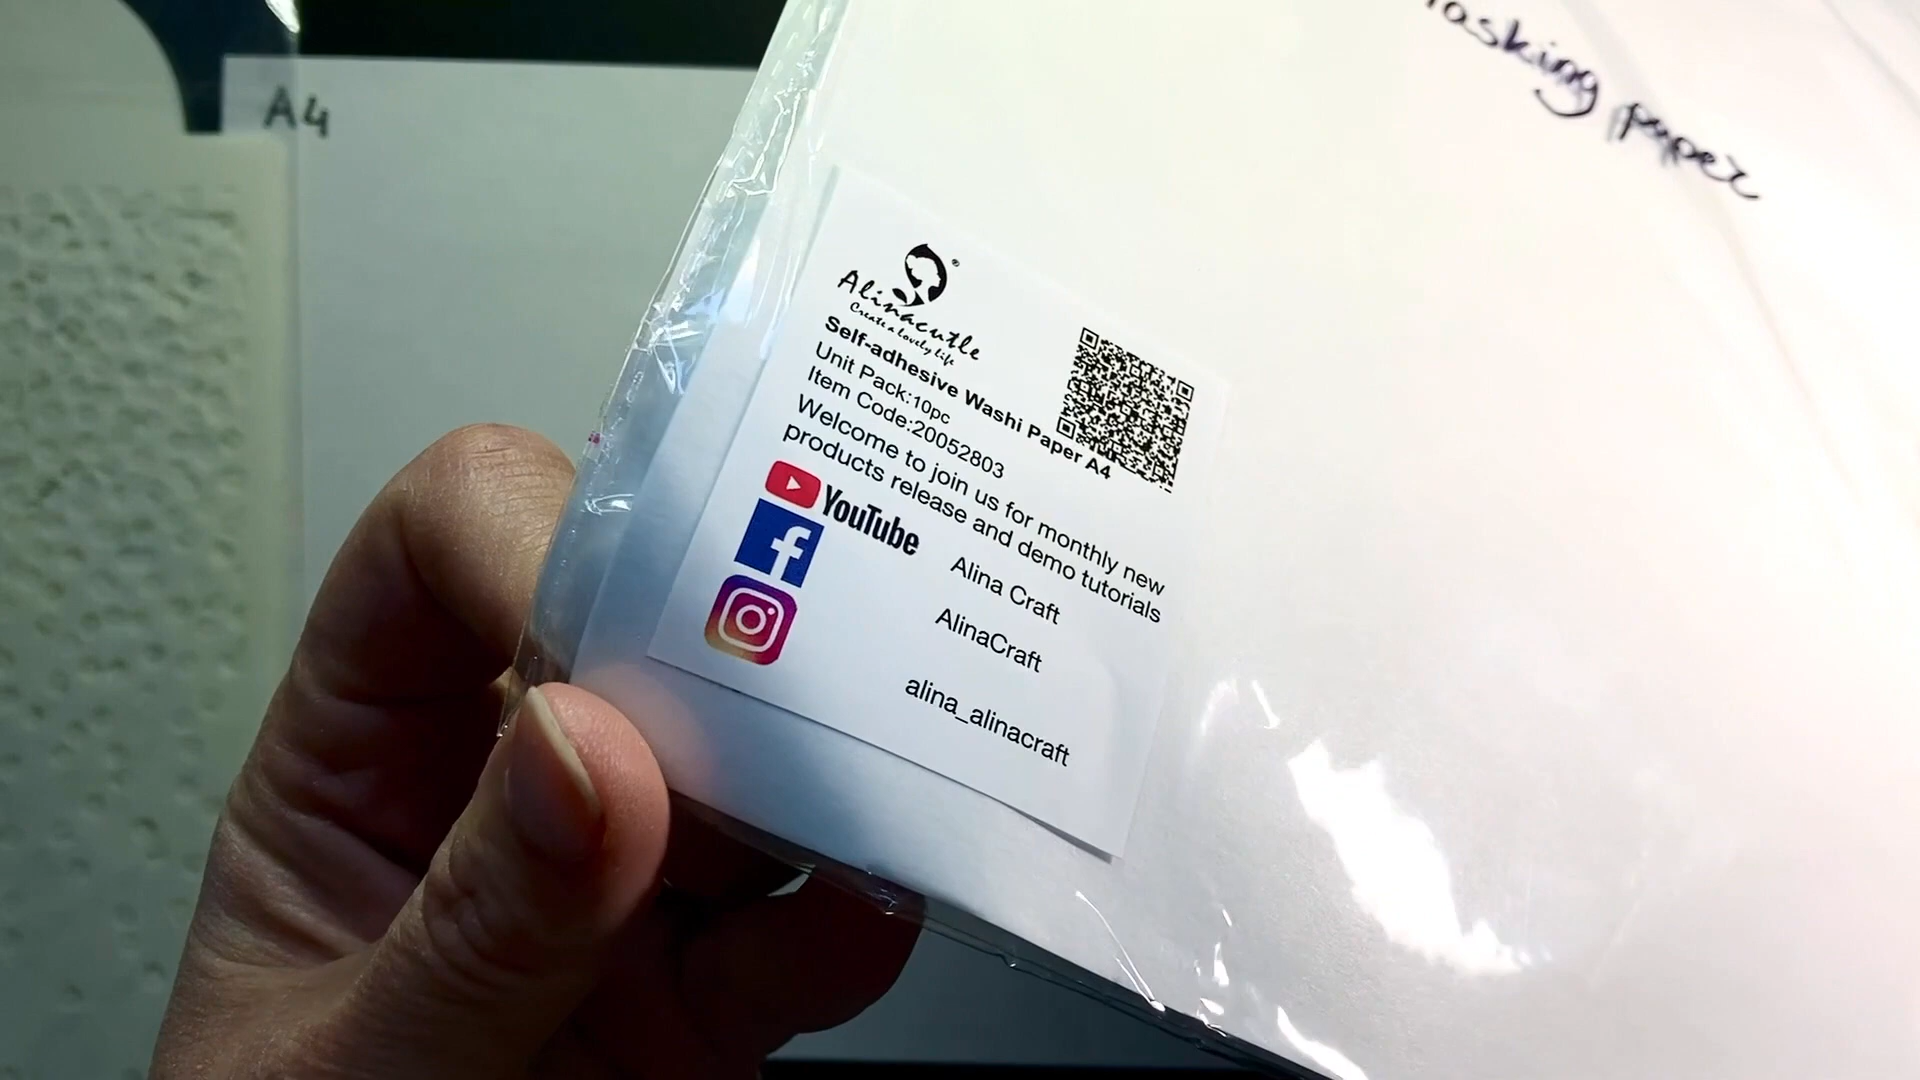 A4
masking paper
Alinacutle
Create a lovely life
Self-adhesive Washi Paper A4
Unit Pack:10pc
Item Code:20052803
Welcome to join us for monthly new
products release and demo tutorials
YouTube
Alina Craft
AlinaCraft
alina_alinacraft